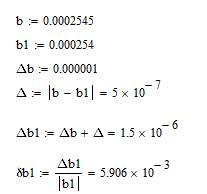 b := 0.0002545
b1 := 0.000254
Δb := 0.000001
Δ := |b − b1| = 5 × 10⁻⁷
Δb1 := Δb + Δ = 1.5 × 10⁻⁶
δb1 := Δb1 / |b1| = 5.906 × 10⁻³